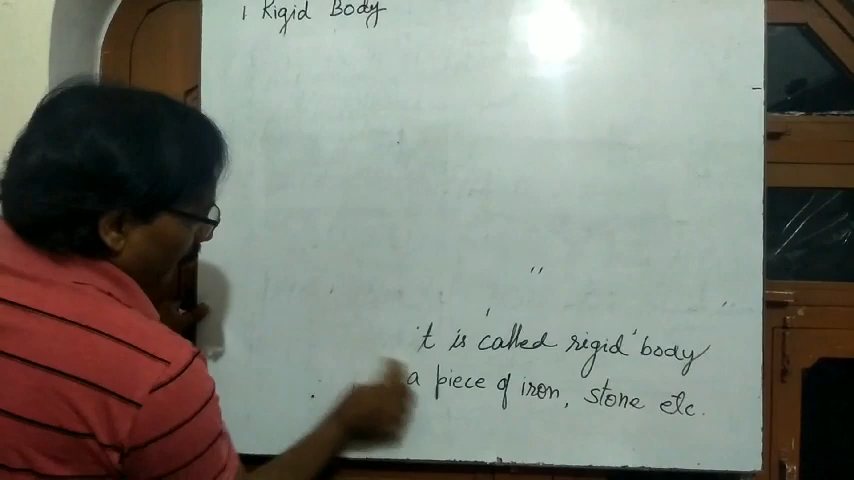 1 Rigid Body
it is called rigid body
a piece of iron, stone etc.